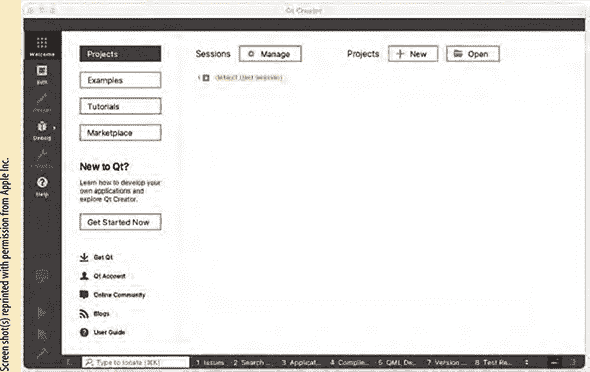 Screen shot(s) reprinted with permission from Apple Inc.
Qt Creator
Welcome
Edit
Design
Debug
Projects
Help
Projects
Examples
Tutorials
Marketplace
New to Qt?
Learn how to develop your
own applications and
explore Qt Creator.
Get Started Now
Get Qt
Qt Account
Online Community
Blogs
User Guide
Sessions
Manage
Projects
New
Open
1 default (last session)
Type to locate (⌘K)
1 Issues 2 Search ... 3 Applicat... 4 Compile... 5 QML De... 7 Version ... 8 Test Re...